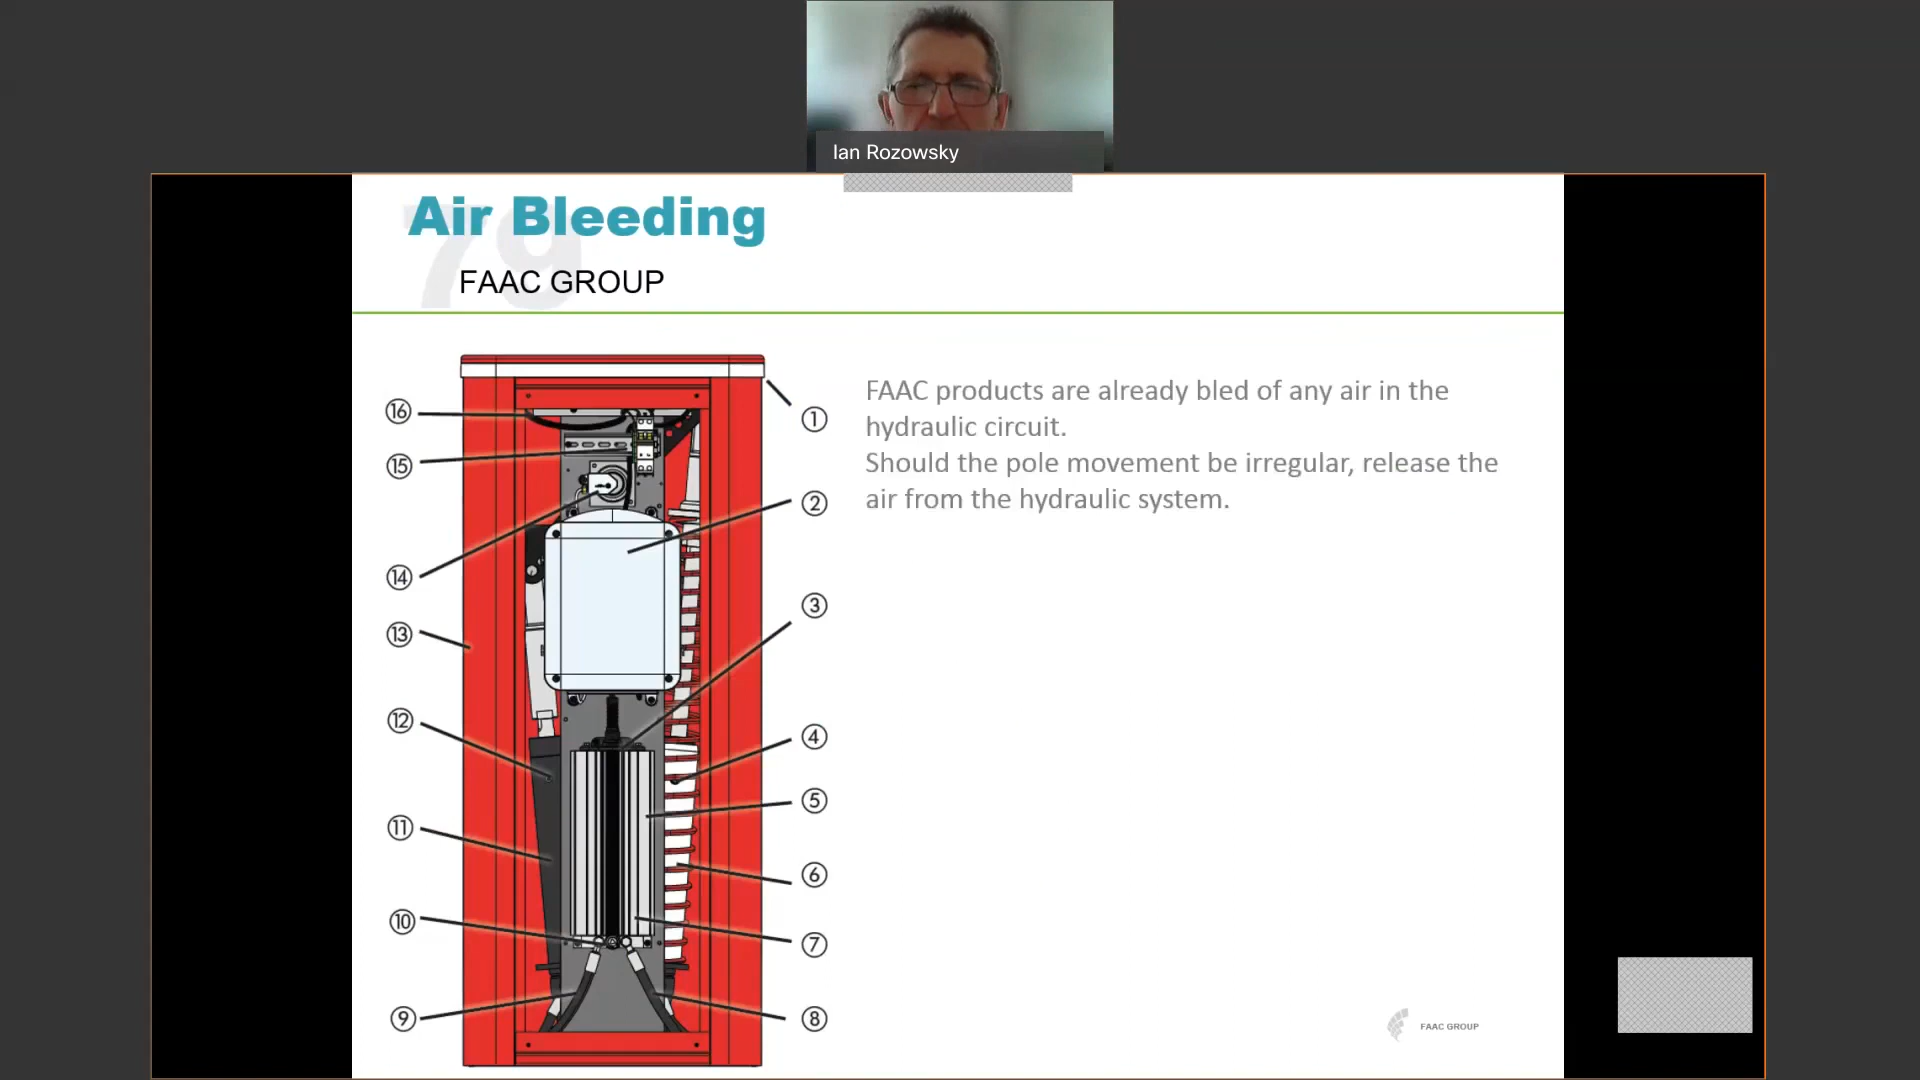 Ian Rozowsky
79
Air Bleeding
FAAC GROUP
FAAC products are already bled of any air in the
hydraulic circuit.
Should the pole movement be irregular, release the
air from the hydraulic system.
16
1
15
2
14
3
13
12
4
5
11
6
10
7
9
8
FAAC GROUP